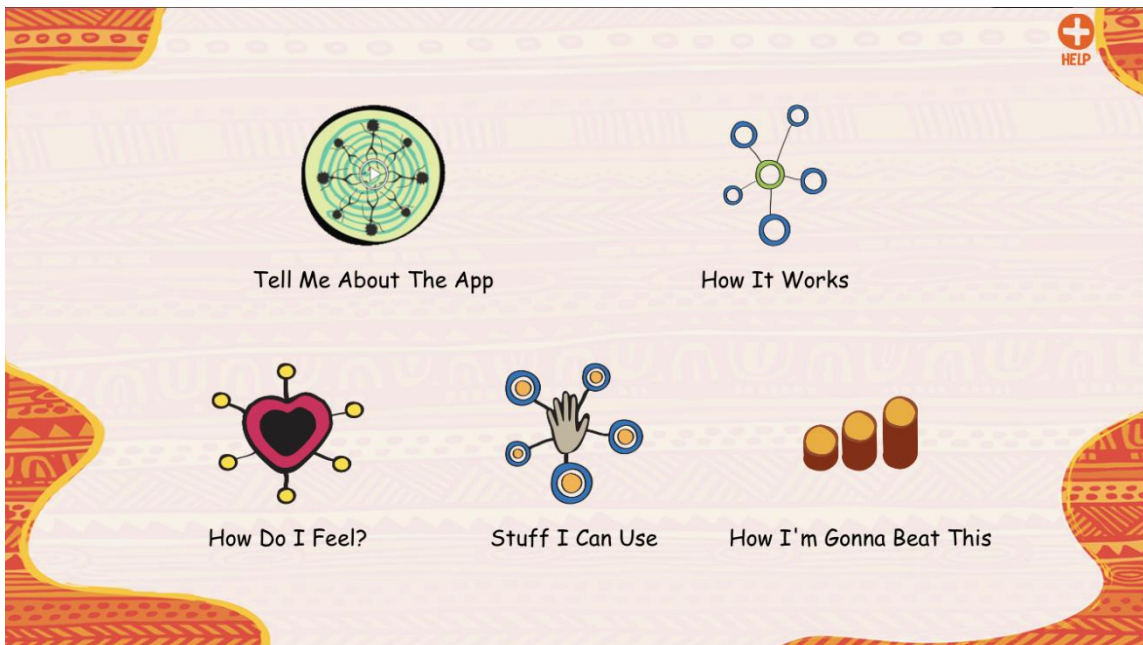 HELP
Tell Me About The App
How It Works
How Do I Feel?
Stuff I Can Use
How I'm Gonna Beat This